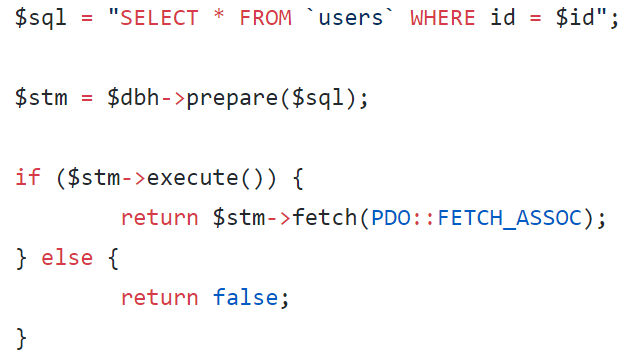 $sql = "SELECT * FROM `users` WHERE id = $id";
$stm = $dbh->prepare($sql);
if ($stm->execute()) {
return $stm->fetch(PDO::FETCH_ASSOC);
} else {
return false;
}